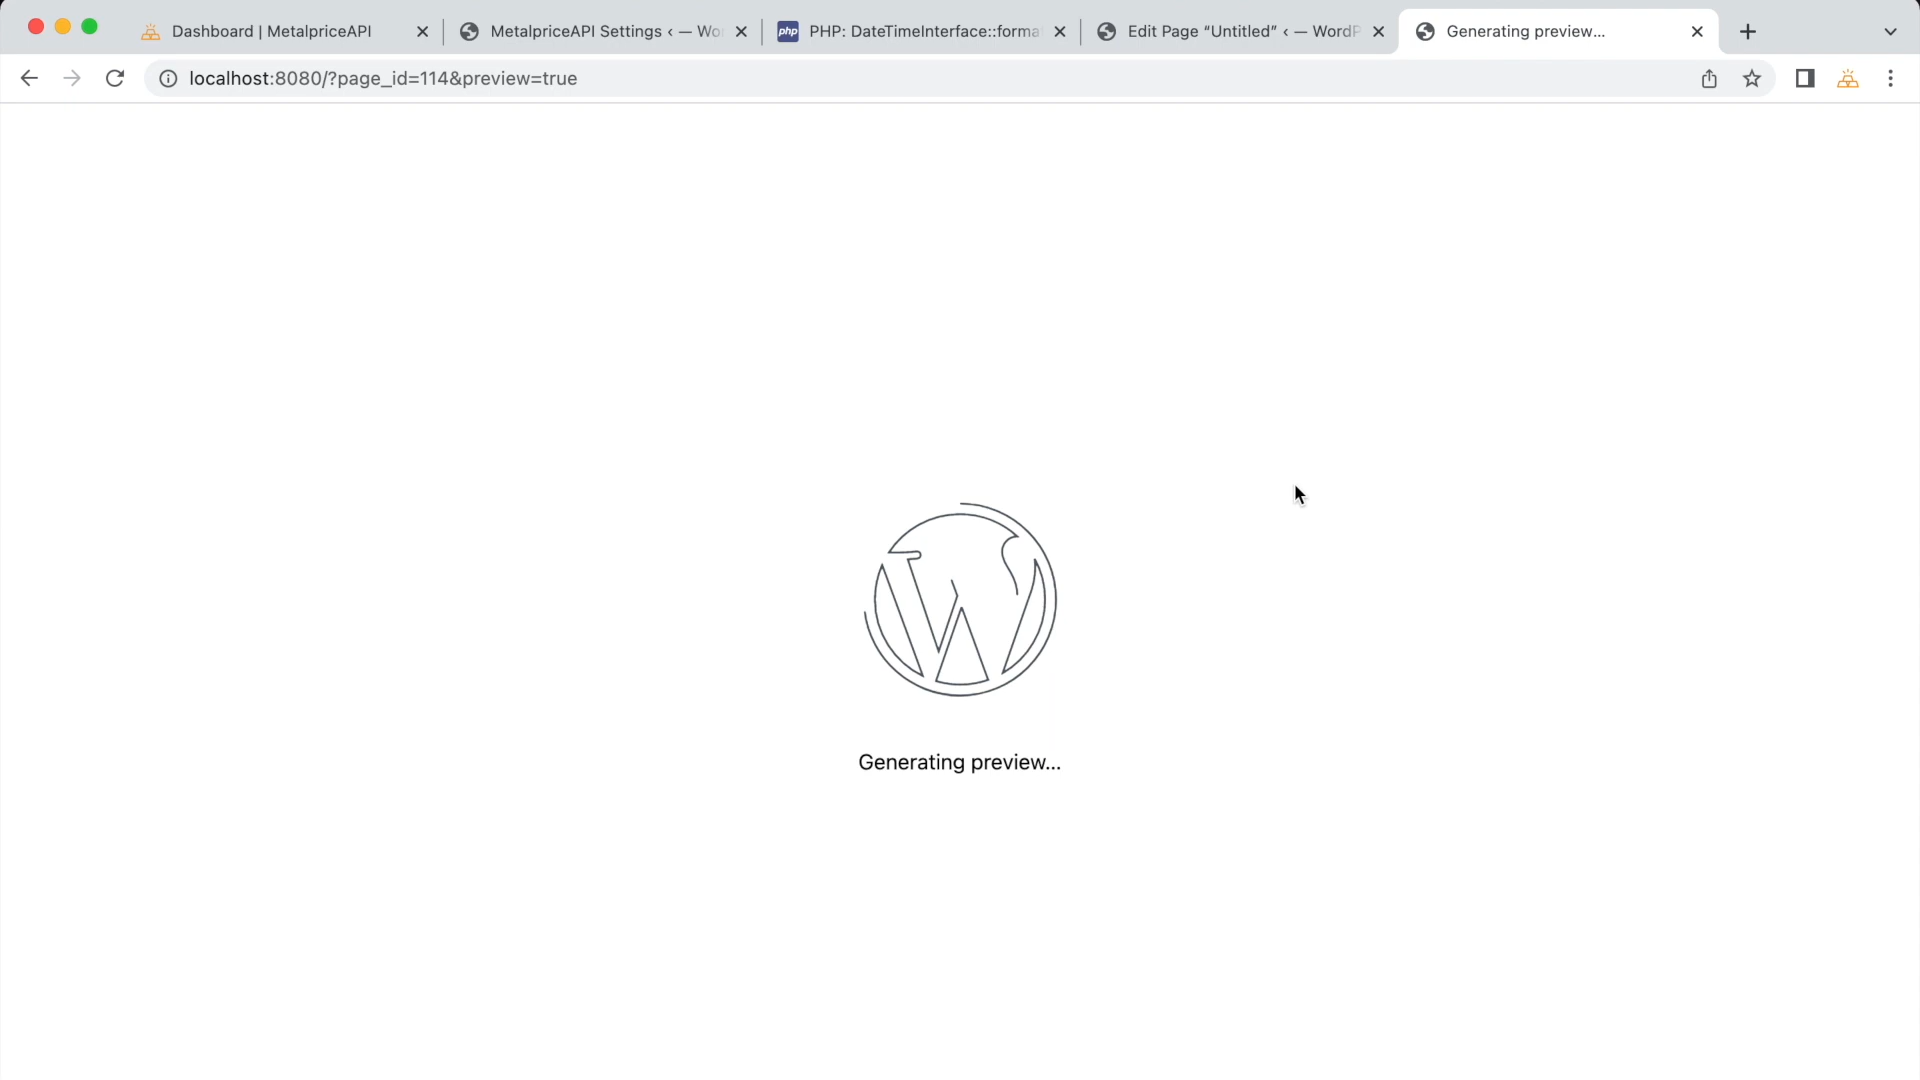 Dashboard | MetalpriceAPI
MetalpriceAPI Settings ‹ — Wo
php
PHP: DateTimeInterface::forma
Edit Page “Untitled” ‹ — WordP
Generating preview...
localhost:8080/?page_id=114&preview=true
Generating preview...